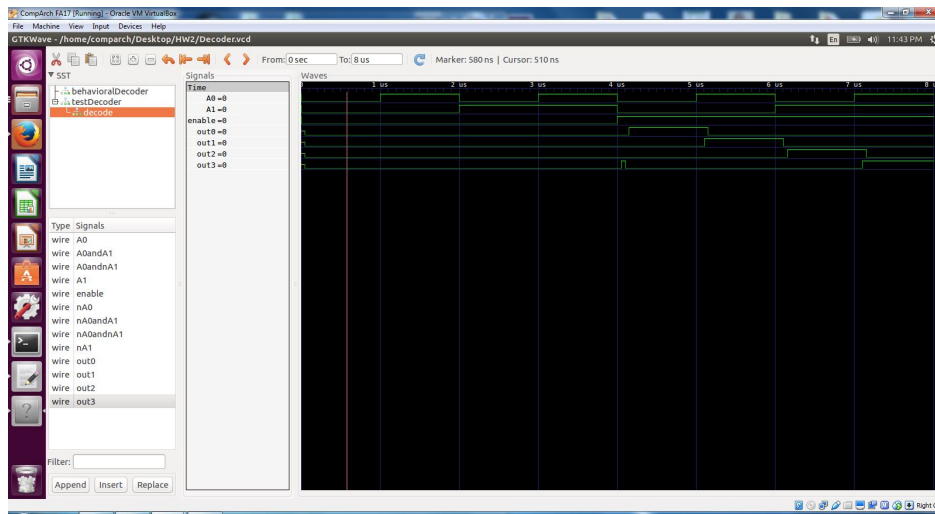 CompArch FA17 [Running] - Oracle VM VirtualBox
File Machine View Input Devices Help
GTKWave - /home/comparch/Desktop/HW2/Decoder.vcd
En
11:43 PM
From: 0 sec
To: 8 us
Marker: 580 ns | Cursor: 510 ns
SST
behavioralDecoder
testDecoder
decode
Type Signals
wire A0
wire A0andA1
wire A0andnA1
wire A1
wire enable
wire nA0
wire nA0andA1
wire nA0andnA1
wire nA1
wire out0
wire out1
wire out2
wire out3
Filter:
Append Insert Replace
Signals
Time
A0 =0
A1 =0
enable =0
out0 =0
out1 =0
out2 =0
out3 =0
Waves
0 1 us 2 us 3 us 4 us 5 us 6 us 7 us 8
Right